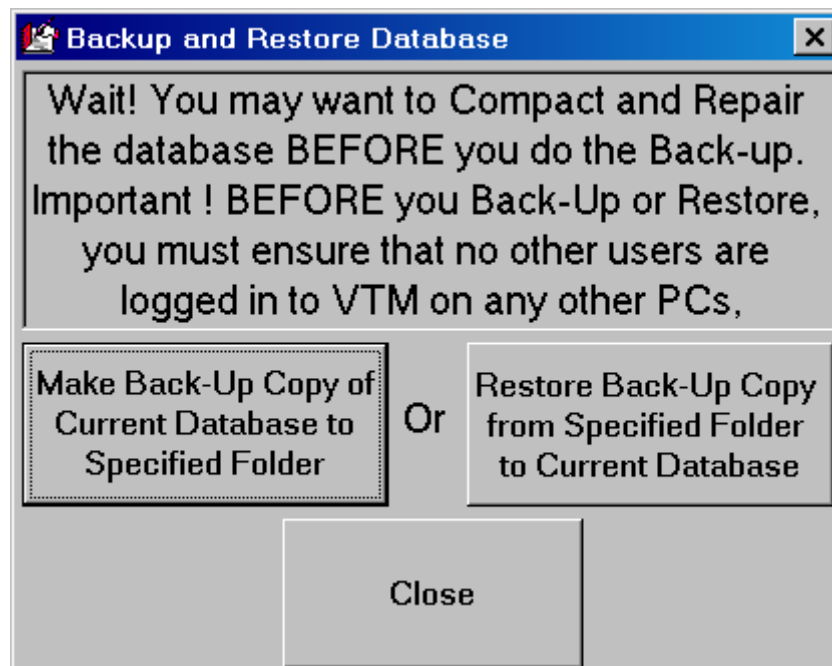 Backup and Restore Database
Wait! You may want to Compact and Repair
the database BEFORE you do the Back-up.
Important ! BEFORE you Back-Up or Restore,
you must ensure that no other users are
logged in to VTM on any other PCs,
Make Back-Up Copy of
Current Database to
Specified Folder
Or
Restore Back-Up Copy
from Specified Folder
to Current Database
Close